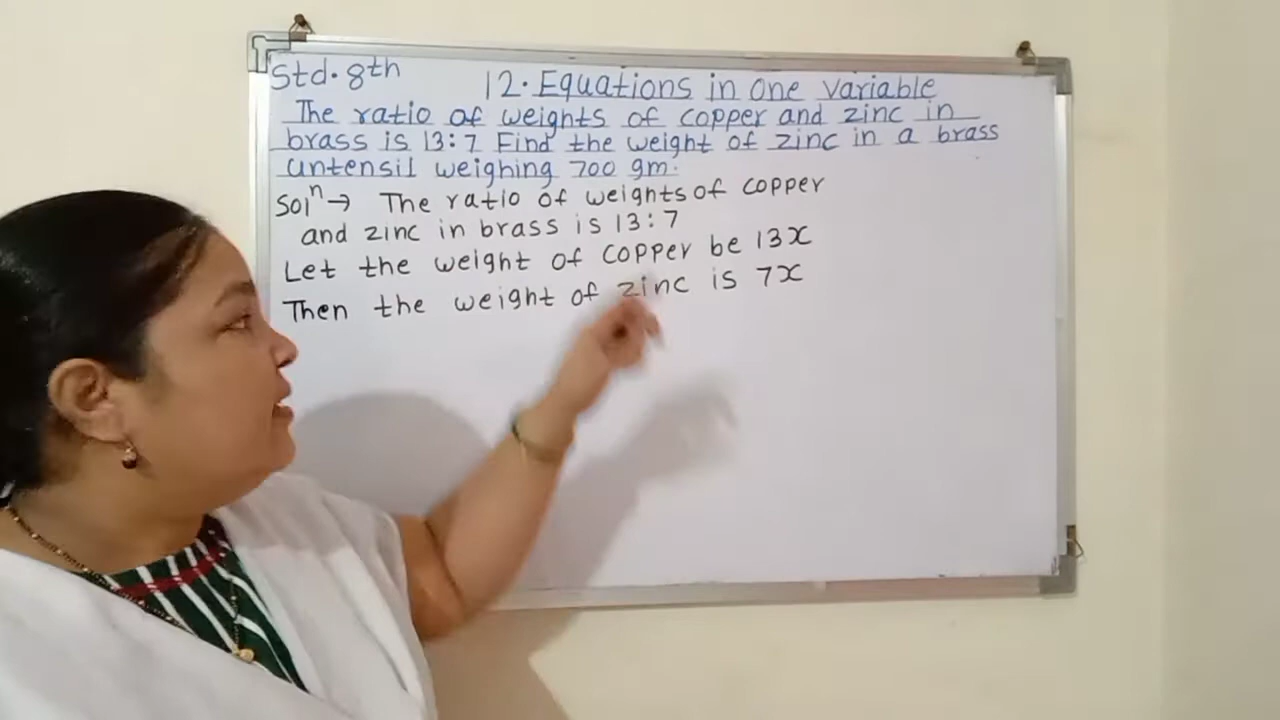 Std. 8th
12. Equations in one variable
The ratio of weights of copper and zinc in
brass is 13:7 Find the weight of zinc in a brass
untensil weighing 700 gm.
Solⁿ → The ratio of weights of copper
and zinc in brass is 13:7
Let the weight of copper be 13x
Then the weight of zinc is 7x